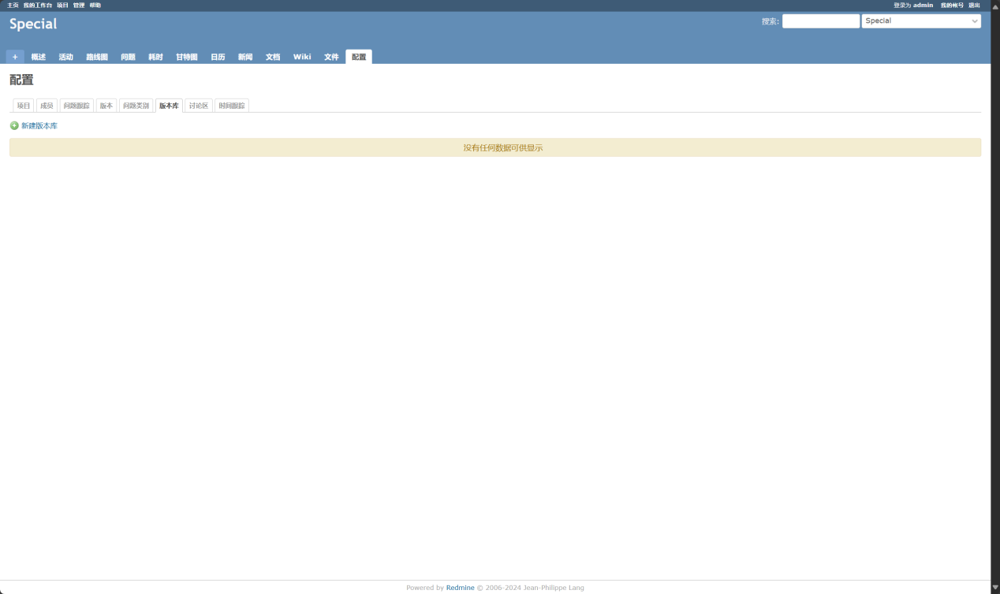 主页 我的工作台 项目 管理 帮助 登录为 admin 我的帐号 退出
Special 搜索: Special
+ 概述 活动 路线图 问题 耗时 甘特图 日历 新闻 文档 Wiki 文件 配置
配置
项目 成员 问题跟踪 版本 问题类别 版本库 讨论区 时间跟踪
新建版本库
没有任何数据可供显示
Powered by Redmine © 2006-2024 Jean-Philippe Lang